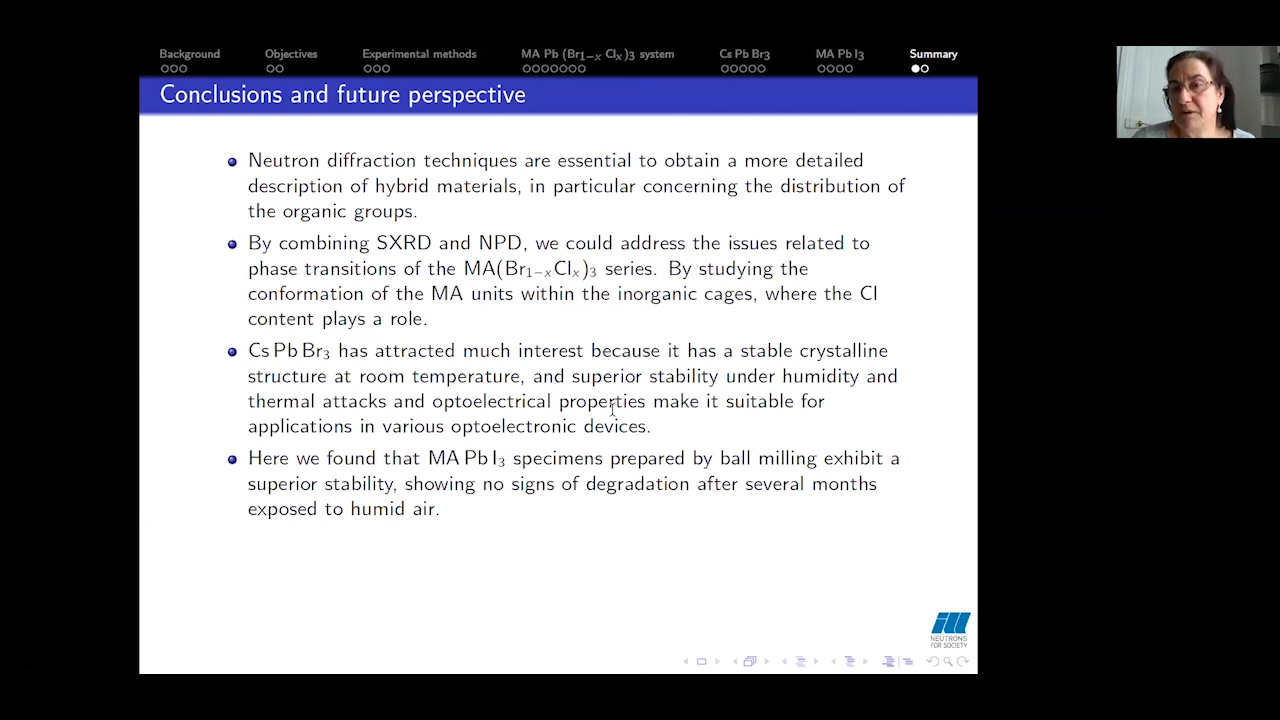 Background Objectives Experimental methods MA Pb (Br₁₋ₓ Clₓ)₃ system Cs Pb Br₃ MA Pb I₃ Summary
Conclusions and future perspective
Neutron diffraction techniques are essential to obtain a more detailed
description of hybrid materials, in particular concerning the distribution of
the organic groups.
By combining SXRD and NPD, we could address the issues related to
phase transitions of the MA(Br₁₋ₓClₓ)₃ series. By studying the
conformation of the MA units within the inorganic cages, where the Cl
content plays a role.
Cs Pb Br₃ has attracted much interest because it has a stable crystalline
structure at room temperature, and superior stability under humidity and
thermal attacks and optoelectrical properties make it suitable for
applications in various optoelectronic devices.
Here we found that MA Pb I₃ specimens prepared by ball milling exhibit a
superior stability, showing no signs of degradation after several months
exposed to humid air.
NEUTRONS
FOR SOCIETY